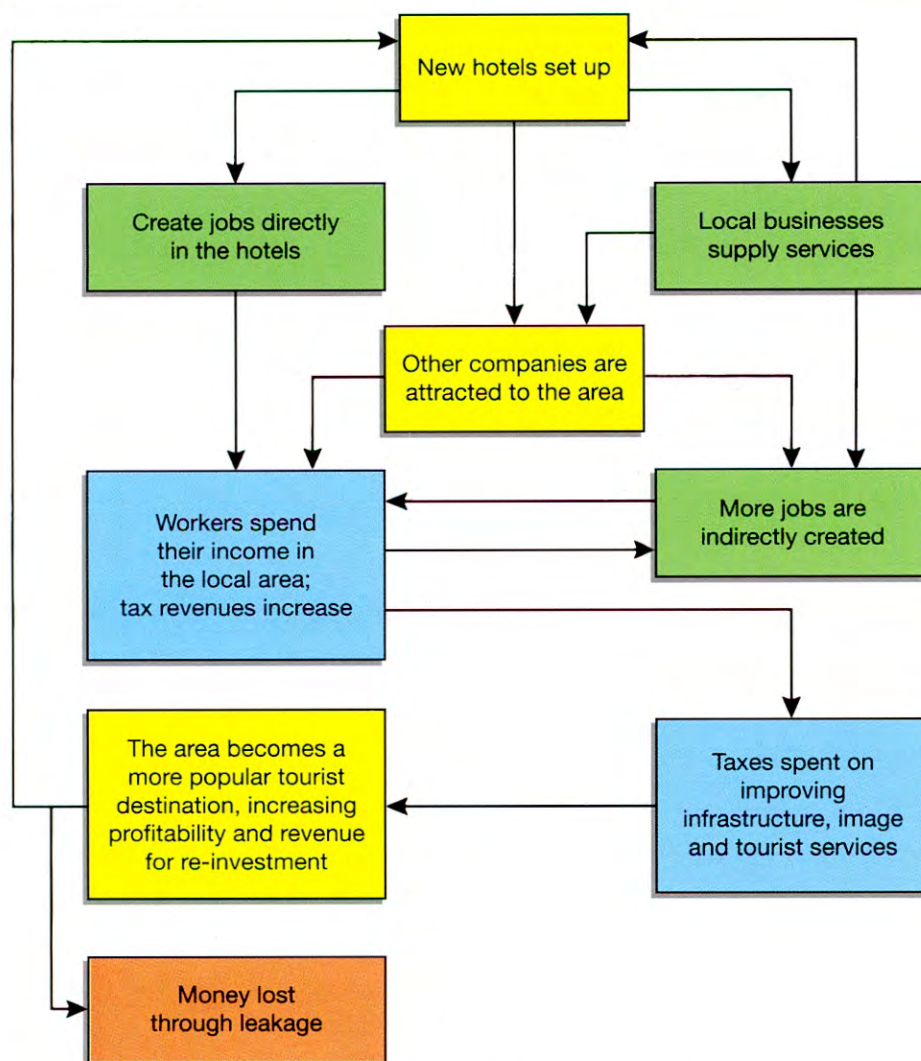 New hotels set up
Create jobs directly
in the hotels
Local businesses
supply services
Other companies are
attracted to the area
Workers spend
their income in
the local area;
tax revenues increase
More jobs are
indirectly created
The area becomes a
more popular tourist
destination, increasing
profitability and revenue
for re-investment
Taxes spent on
improving
infrastructure, image
and tourist services
Money lost
through leakage